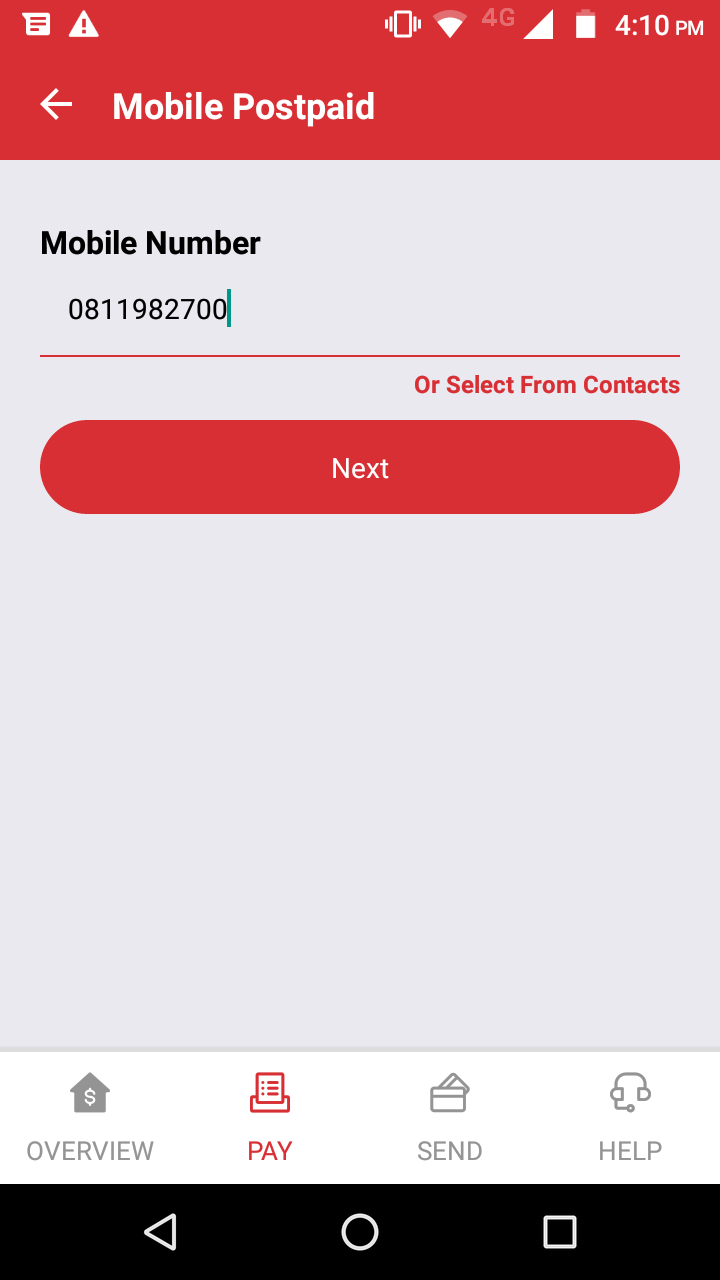 4G 4:10 PM
Mobile Postpaid
Mobile Number
0811982700
Or Select From Contacts
Next
$
OVERVIEW PAY SEND HELP